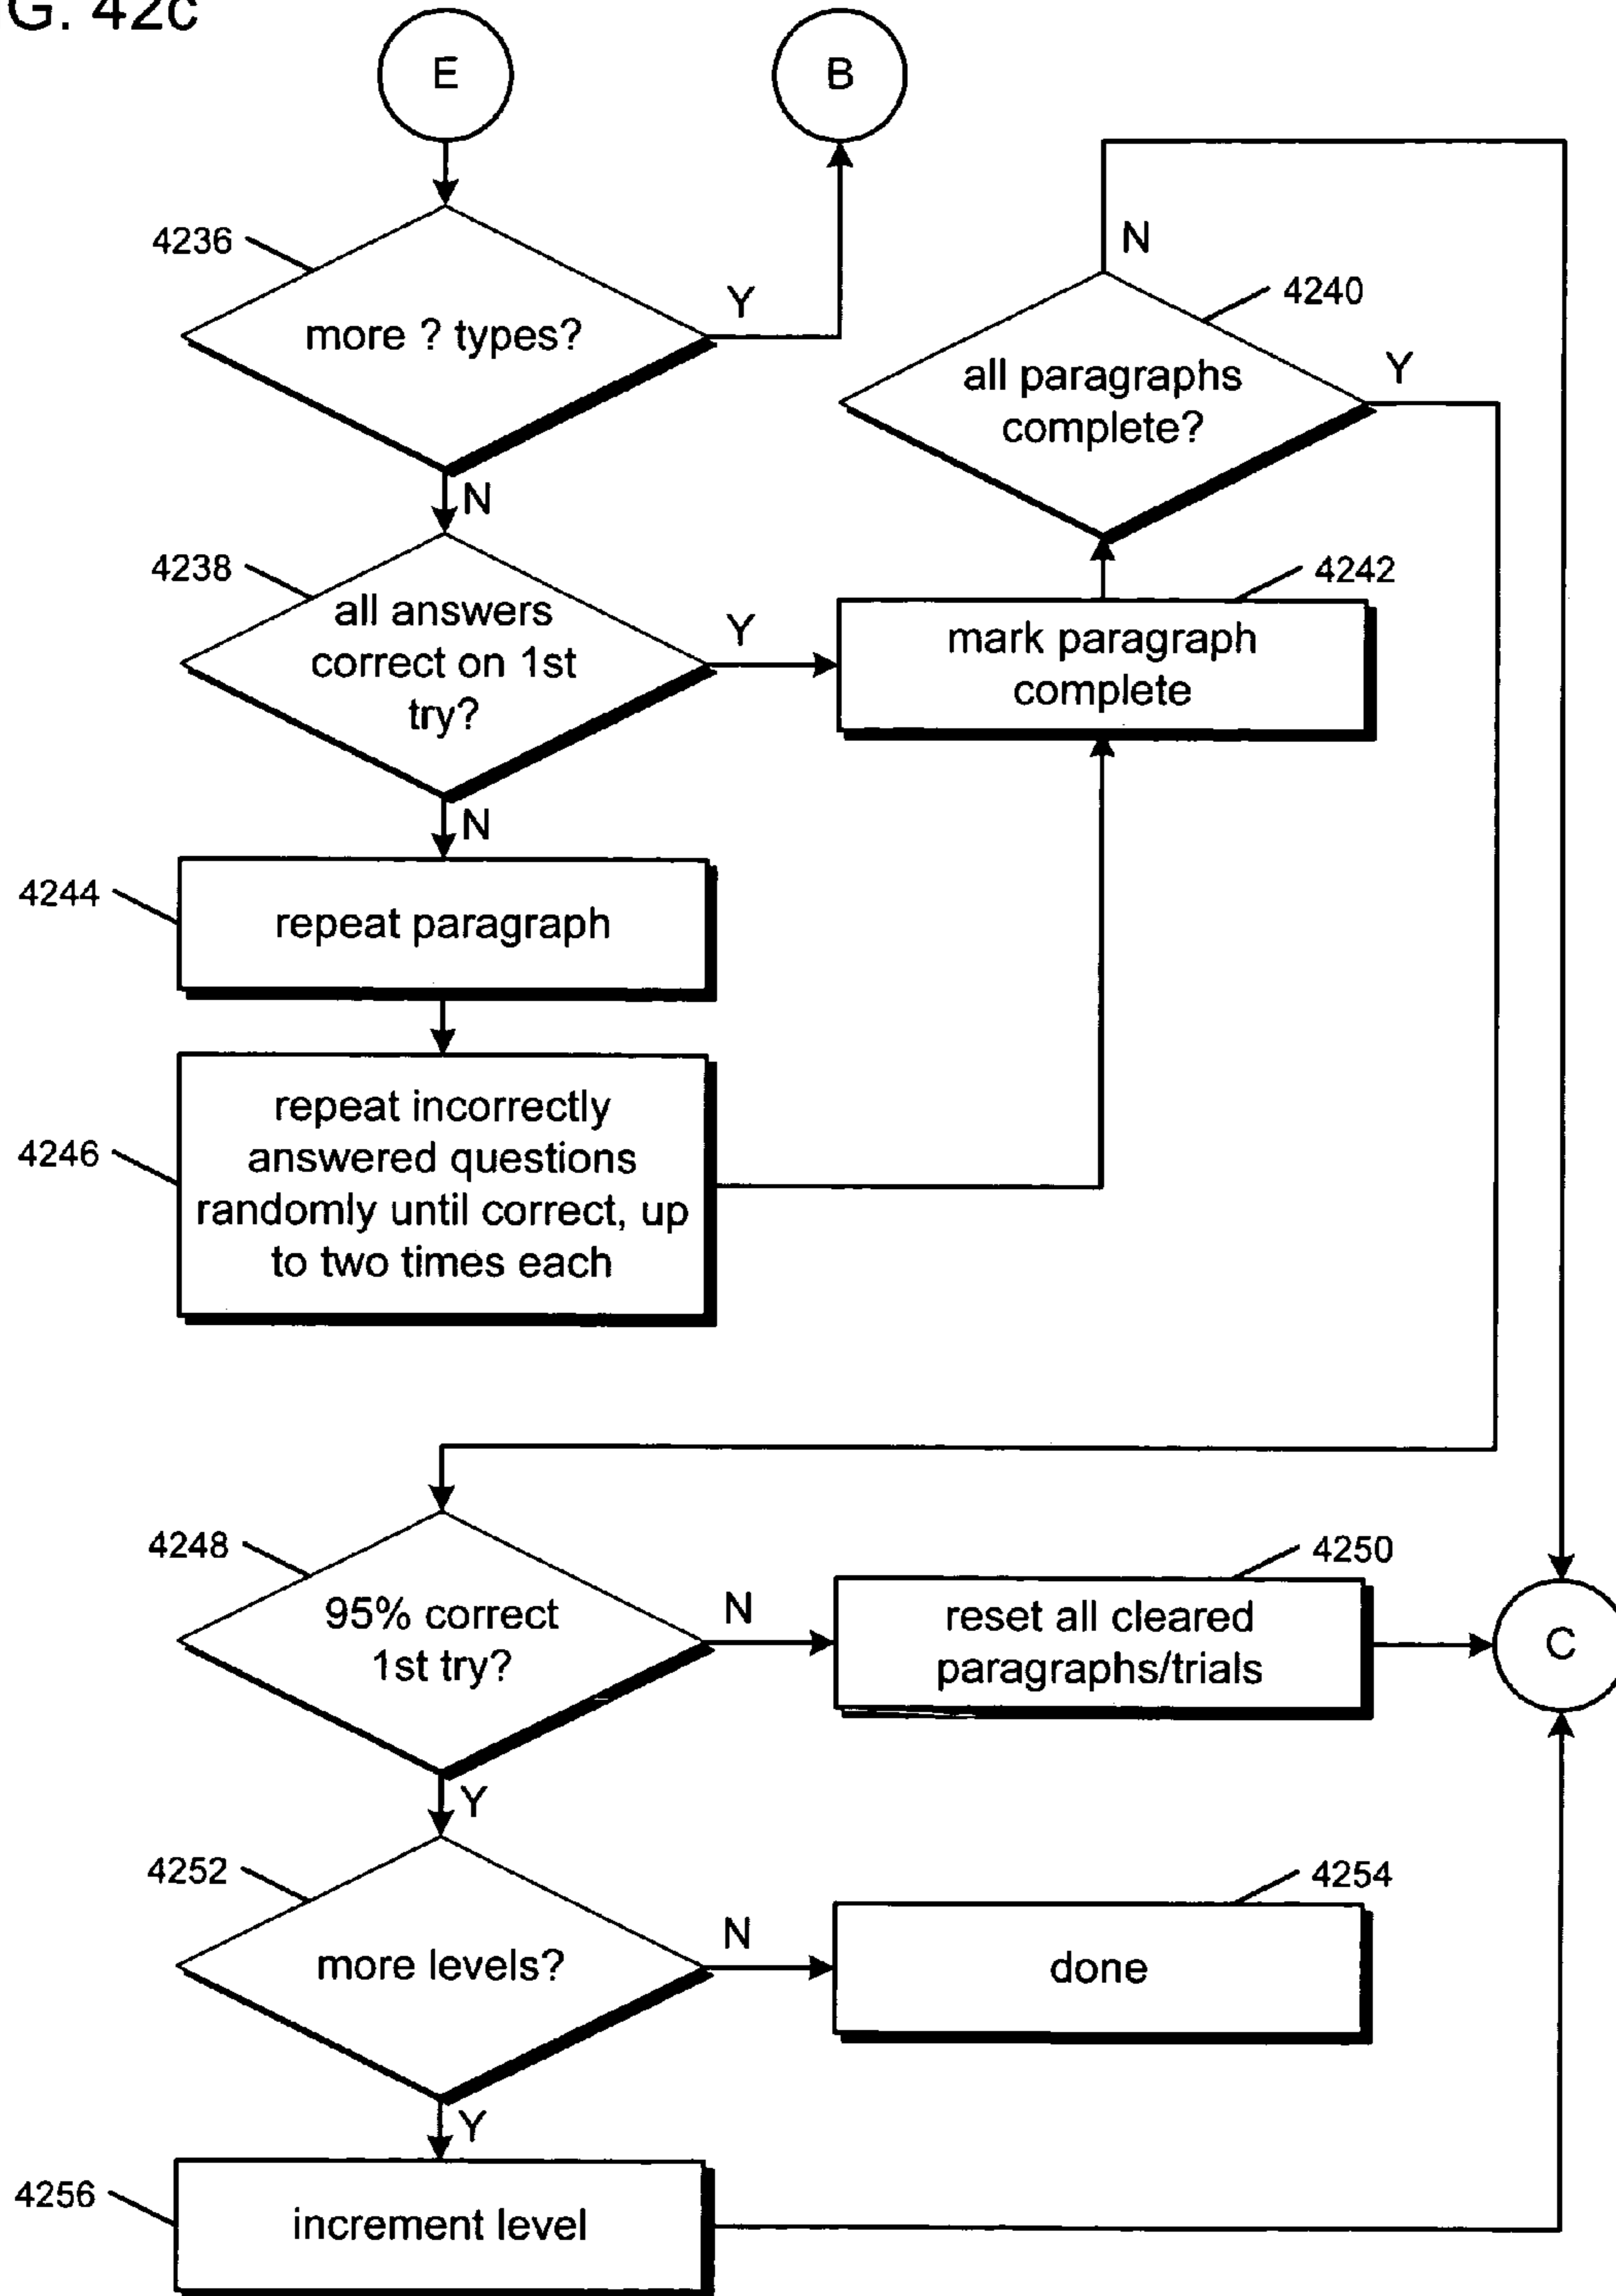 G. 42c
E
B
4236
more ? types?
Y
N
N
4240
all paragraphs
complete?
Y
4238
all answers
correct on 1st
try?
Y
N
4242
mark paragraph
complete
4244
repeat paragraph
4246
repeat incorrectly
answered questions
randomly until correct, up
to two times each
4248
95% correct
1st try?
N
Y
4250
reset all cleared
paragraphs/trials
C
4252
more levels?
N
Y
4254
done
4256
increment level